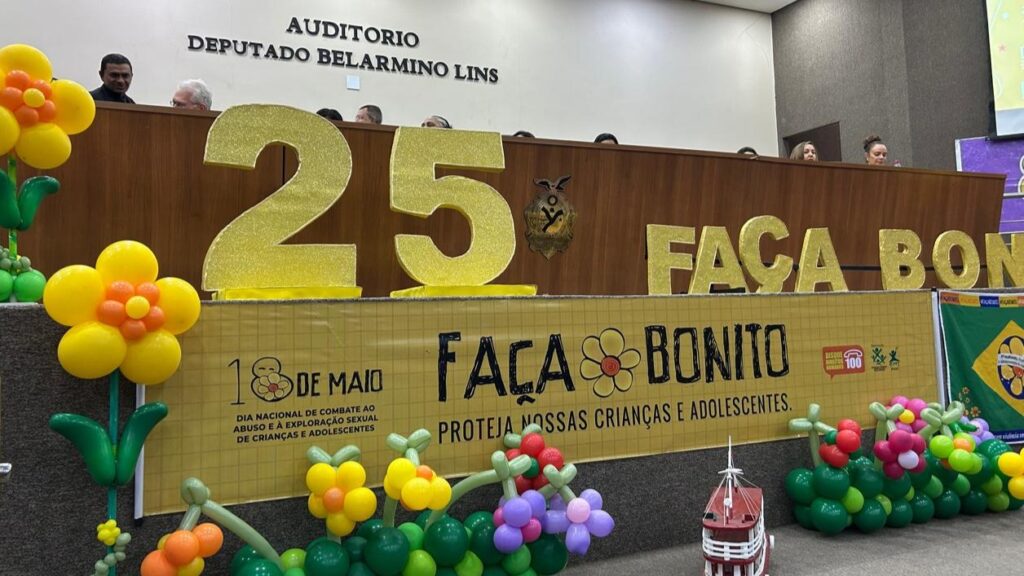 AUDITORIO
DEPUTADO BELARMINO LINS
25
FAÇA BON
18 DE MAIO
DIA NACIONAL DE COMBATE AO
ABUSO E À EXPLORAÇÃO SEXUAL
DE CRIANÇAS E ADOLESCENTES
FAÇA BONITO
PROTEJA NOSSAS CRIANÇAS E ADOLESCENTES.
DISQUE
DIREITOS
HUMANOS
100